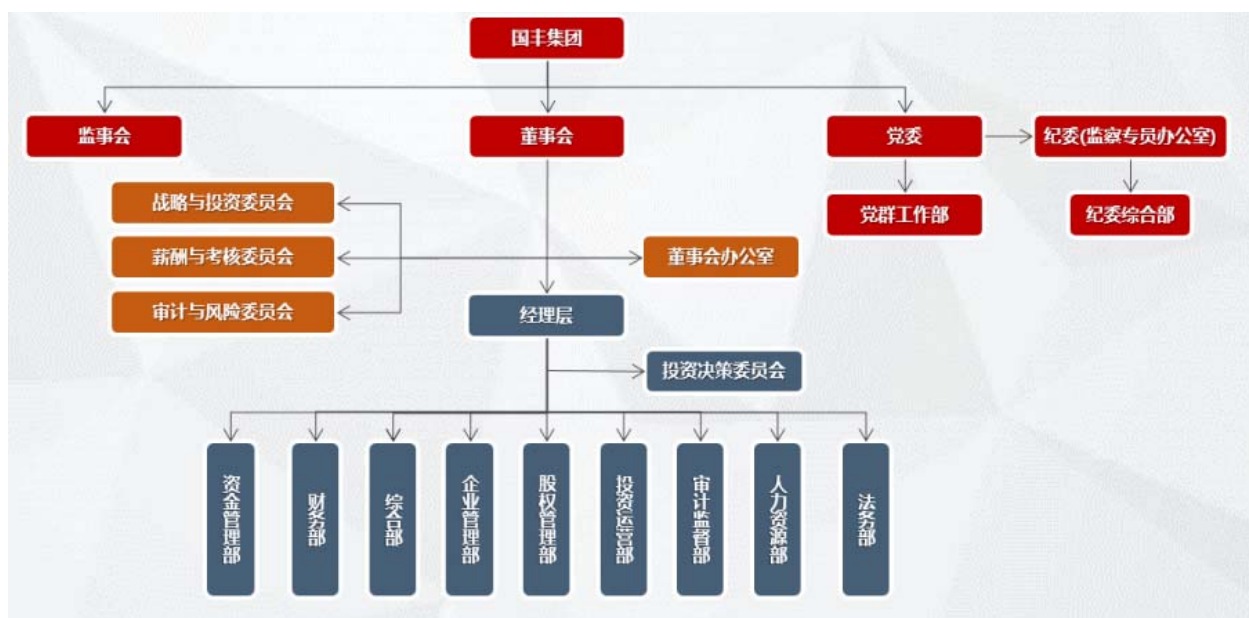 国丰集团
监事会
董事会
党委
纪委(监察专员办公室)
战略与投资委员会
党群工作部
纪委综合部
薪酬与考核委员会
董事会办公室
审计与风险委员会
经理层
投资决策委员会
资金管理部
财务部
综合部
企业管理部
股权管理部
投资运营部
审计监督部
人力资源部
法务部